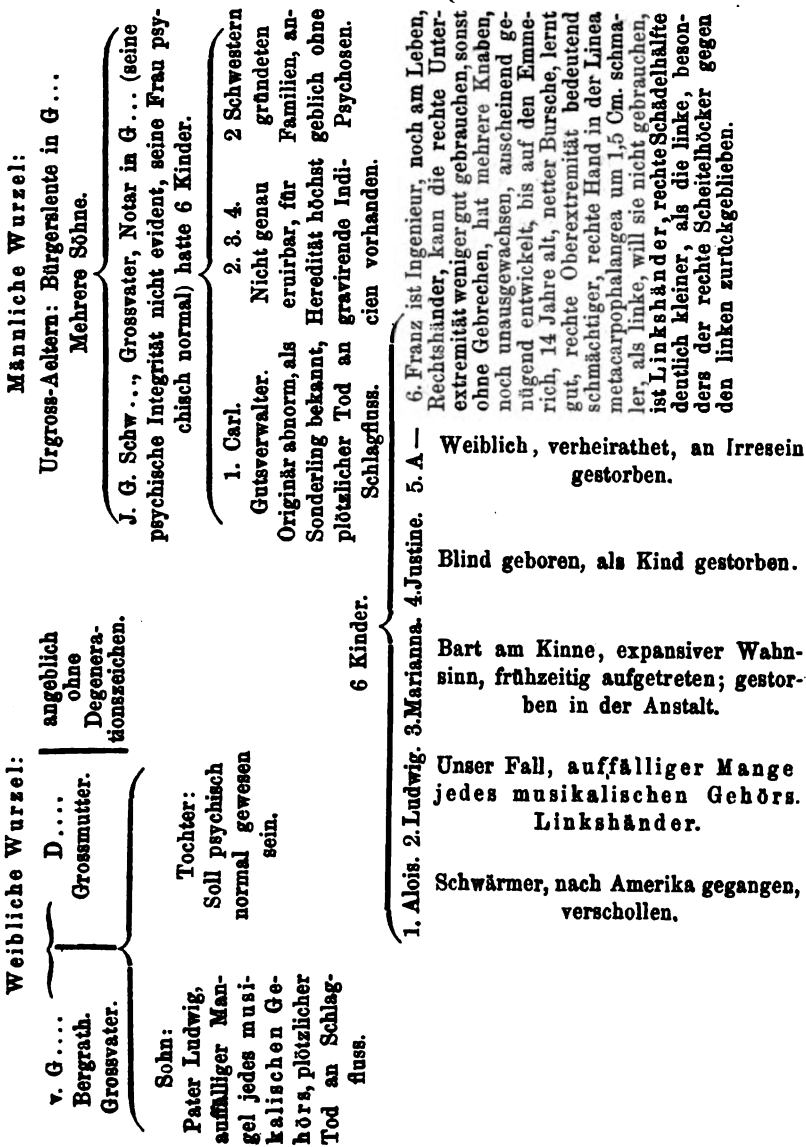 Weibliche Wurzel:
v. G....
Bergrath.
Grossvater.
D....
Grossmutter.
angeblich
ohne
Degenera-
tionszeichen.
Sohn:
Pater Ludwig,
auffälliger Man-
gel jedes musi-
kalischen Ge-
hörs, plötzlicher
Tod an Schlag-
fluss.
Tochter:
Soll psychisch
normal gewesen
sein.
Männliche Wurzel:
Urgross-Aeltern: Bürgersleute in G...
Mehrere Söhne.
J. G. Schw..., Grossvater, Notar in G... (seine
psychische Integrität nicht evident, seine Frau psy-
chisch normal) hatte 6 Kinder.
1. Carl.
Gutsverwalter.
Originär abnorm, als
Sonderling bekannt,
plötzlicher Tod an
Schlagfluss.
2. 3. 4.
Nicht genau
eruirbar, für
Heredität höchst
gravirende Indi-
cien vorhanden.
2 Schwestern
gründeten
Familien, an-
geblich ohne
Psychosen.
6 Kinder.
1. Alois. 2. Ludwig. 3. Marianna. 4. Justine. 5. A —
Schwärmer, nach Amerika gegangen,
verschollen.
Unser Fall, auffälliger Mange
jedes musikalischen Gehörs.
Linkshänder.
Bart am Kinne, expansiver Wahn-
sinn, frühzeitig aufgetreten; gestor-
ben in der Anstalt.
Blind geboren, als Kind gestorben.
Weiblich, verheirathet, an Irresein
gestorben.
6. Franz ist Ingenieur, noch am Leben,
Rechtshänder, kann die rechte Unter-
extremität weniger gut gebrauchen, sonst
ohne Gebrechen, hat mehrere Knaben,
noch unausgewachsen, anscheinend ge-
nügend entwickelt, bis auf den Emme-
rich, 14 Jahre alt, netter Bursche, lernt
gut, rechte Oberextremität bedeutend
schmächtiger, rechte Hand in der Linea
metacarpophalangea um 1,5 Cm. schma-
ler, als linke, will sie nicht gebrauchen,
ist Linkshänder, rechte Schädelhälfte
deutlich kleiner, als die linke, beson-
ders der rechte Scheitelhöcker gegen
den linken zurückgeblieben.